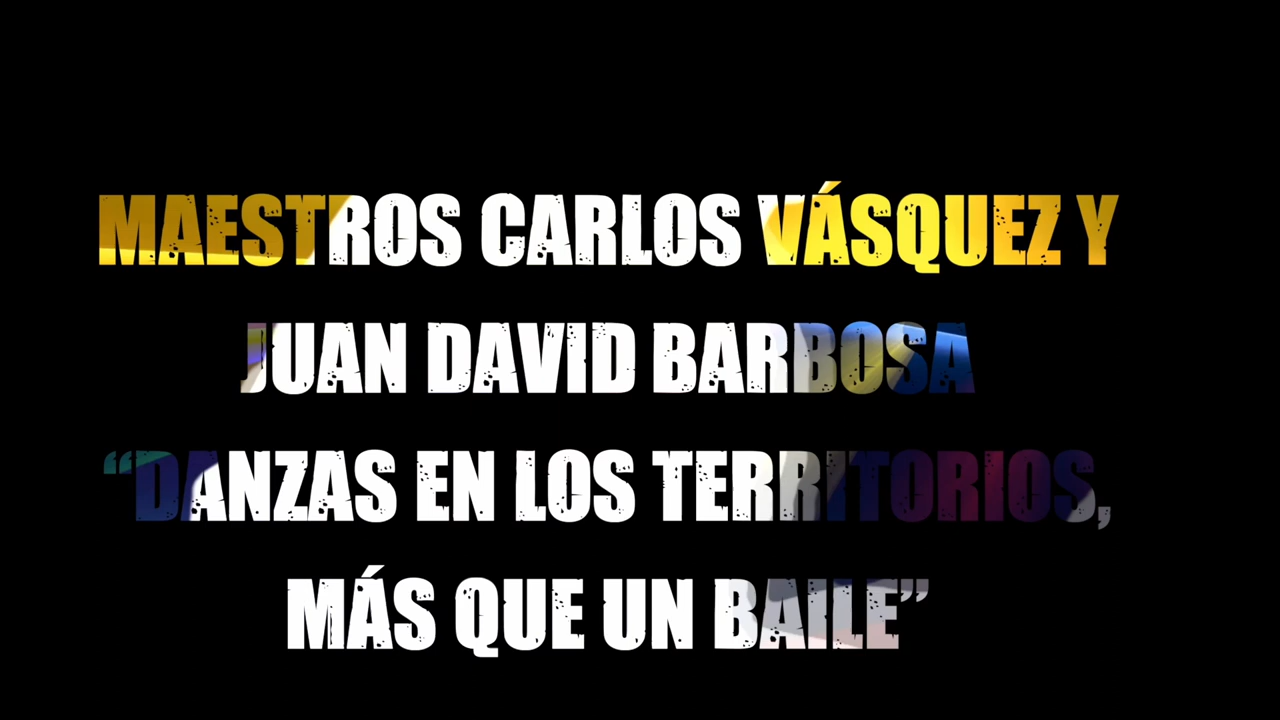 MAESTROS CARLOS VÁSQUEZ Y
JUAN DAVID BARBOSA
“DANZAS EN LOS TERRITORIOS,
MÁS QUE UN BAILE”